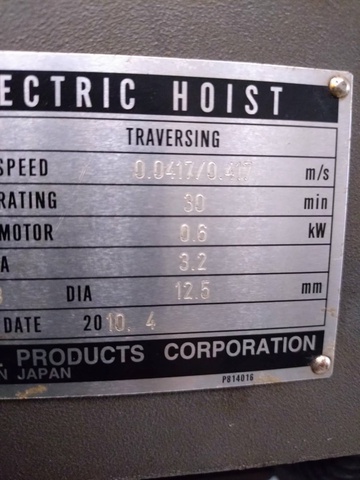 ECTRIC HOIST
TRAVERSING
SPEED 0.0417/0.4 m/s
RATING 30 min
MOTOR 0.6 kW
A 3.2
DIA 12.5 mm
DATE 2010.4
PRODUCTS CORPORATION
N JAPAN
P814016